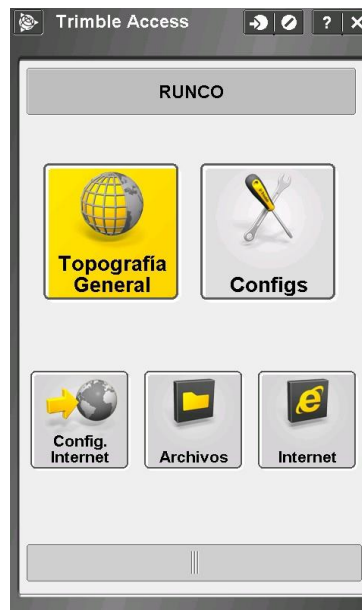 Trimble Access
? X
RUNCO
Topografía
General
Configs
Config.
Internet
Archivos
Internet